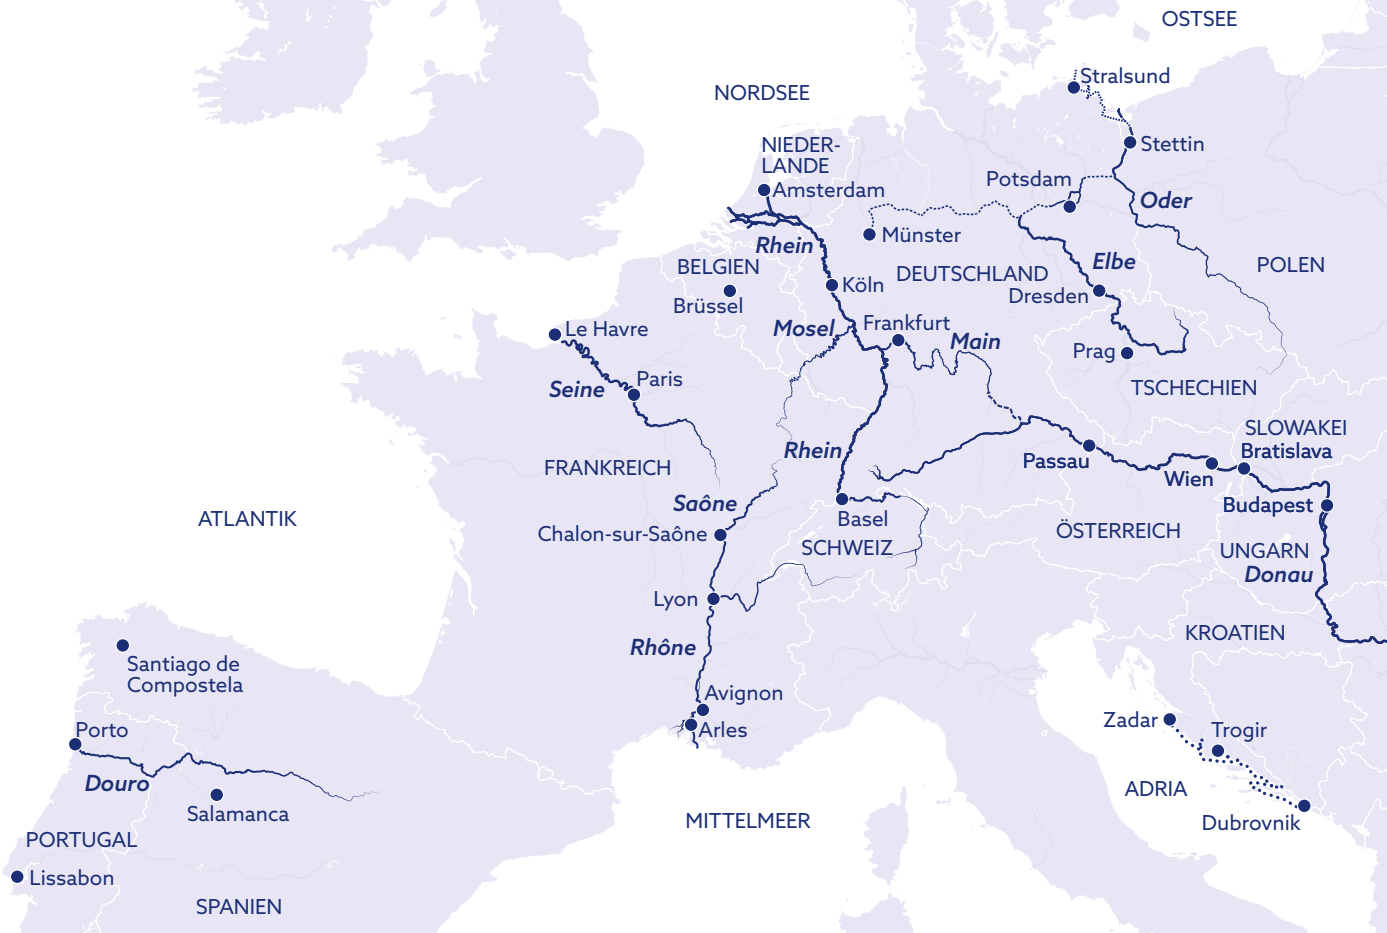 OSTSEE
Stralsund
NORDSEE
Stettin
NIEDER-
LANDE
Amsterdam
Potsdam
Oder
Münster
Rhein
BELGIEN
Brüssel
DEUTSCHLAND
Elbe
POLEN
Köln
Dresden
Le Havre
Mosel
Frankfurt
Main
Prag
Seine
Paris
TSCHECHIEN
SLOWAKEI
Bratislava
Rhein
Passau
Wien
FRANKREICH
Saône
Budapest
ATLANTIK
Basel
Chalon-sur-Saône
SCHWEIZ
ÖSTERREICH
UNGARN
Donau
Lyon
Rhône
KROATIEN
Santiago de
Compostela
Avignon
Arles
Zadar
Trogir
Porto
Douro
ADRIA
Salamanca
MITTELMEER
Dubrovnik
PORTUGAL
Lissabon
SPANIEN